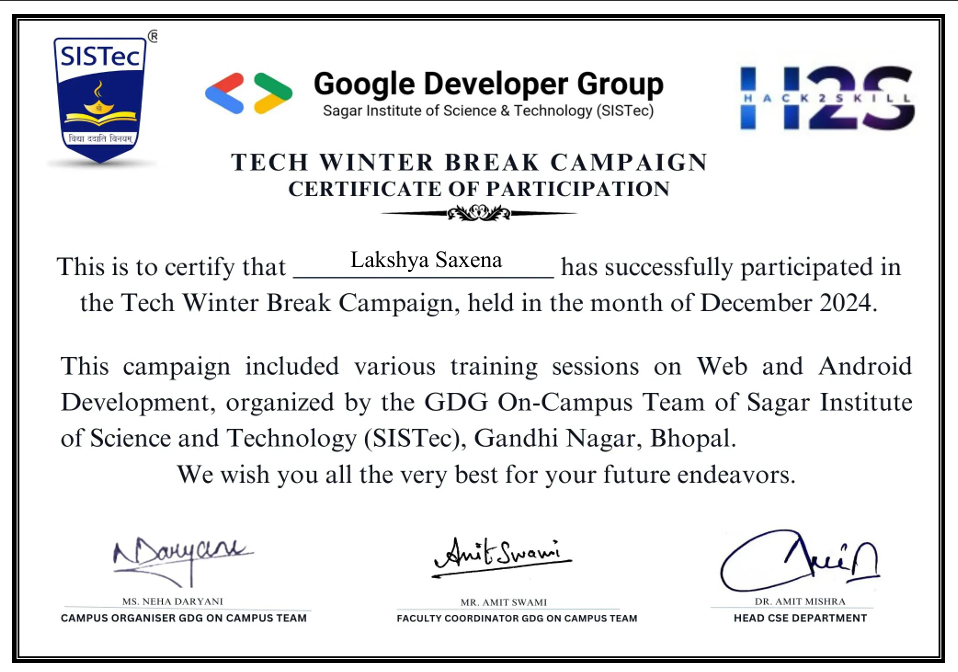 SISTec
®
विद्या ददाति विनयम्
Google Developer Group
Sagar Institute of Science & Technology (SISTec)
H2S
HACK2SKILL
TECH WINTER BREAK CAMPAIGN
CERTIFICATE OF PARTICIPATION
This is to certify that Lakshya Saxena has successfully participated in
the Tech Winter Break Campaign, held in the month of December 2024.
This campaign included various training sessions on Web and Android
Development, organized by the GDG On-Campus Team of Sagar Institute
of Science and Technology (SISTec), Gandhi Nagar, Bhopal.
We wish you all the very best for your future endeavors.
NDaryani
Amit Swami
MS. NEHA DARYANI
MR. AMIT SWAMI
DR. AMIT MISHRA
CAMPUS ORGANISER GDG ON CAMPUS TEAM
FACULTY COORDINATOR GDG ON CAMPUS TEAM
HEAD CSE DEPARTMENT